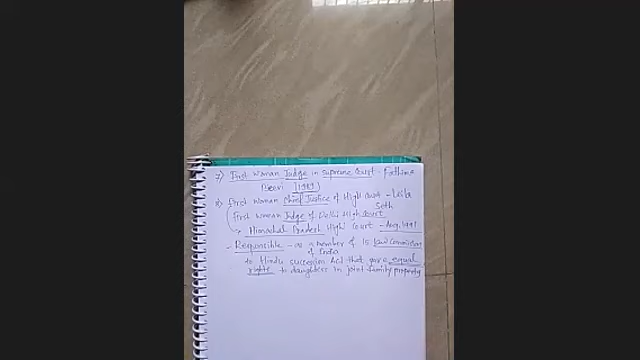 7) First Woman Judge in supreme Court - Fathima
Beevi (1989)
8) First Woman Chief Justice of High Court - Leila
Seth
First Woman Judge of Delhi High Court
→ Himachal Pradesh High Court - Aug, 1991
- Responsible - as a member of 15 Law Commission
of India
to Hindu succession Act that gave equal
rights to daughters in joint family property